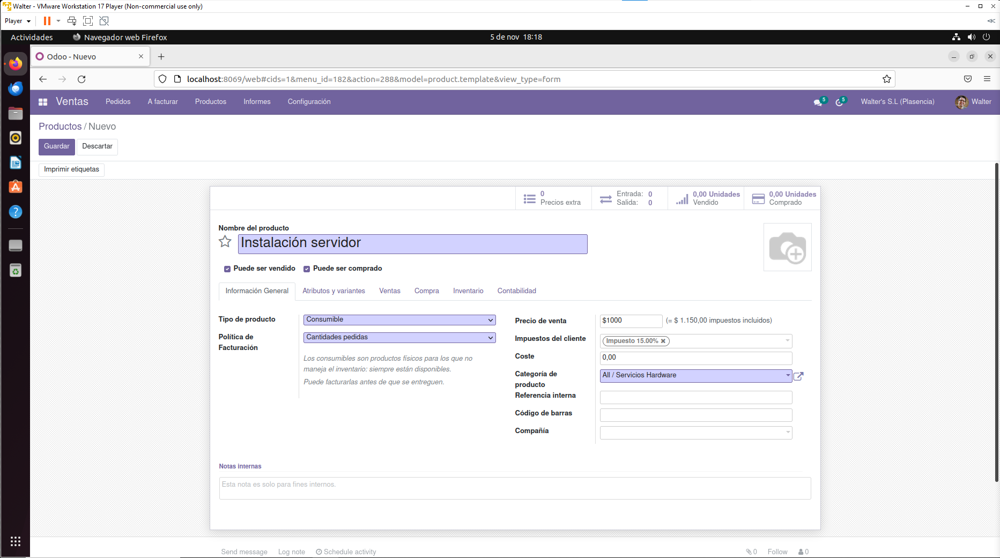 Walter - VMware Workstation 17 Player (Non-commercial use only)
Player
Actividades
Navegador web Firefox
5 de nov 18:18
Odoo - Nuevo
localhost:8069/web#cids=1&menu_id=182&action=288&model=product.template&view_type=form
Ventas
Pedidos
A facturar
Productos
Informes
Configuración
5
5
Walter's S.L (Plasencia)
Walter
Productos / Nuevo
Guardar
Descartar
Imprimir etiquetas
0
Precios extra
Entrada: 0
Salida: 0
0,00 Unidades
Vendido
0,00 Unidades
Comprado
Nombre del producto
Instalación servidor
Puede ser vendido
Puede ser comprado
Información General
Atributos y variantes
Ventas
Compra
Inventario
Contabilidad
Tipo de producto
Consumible
Política de
Facturación
Cantidades pedidas
Los consumibles son productos físicos para los que no
maneja el inventario: siempre están disponibles.
Puede facturarlas antes de que se entreguen.
Precio de venta
$1000
(= $ 1.150,00 impuestos incluidos)
Impuestos del cliente
Impuesto 15.00%
Coste
0,00
Categoría de
producto
All / Servicios Hardware
Referencia interna
Código de barras
Compañía
Notas internas
Esta nota es solo para fines internos.
Send message
Log note
Schedule activity
0
Follow
0